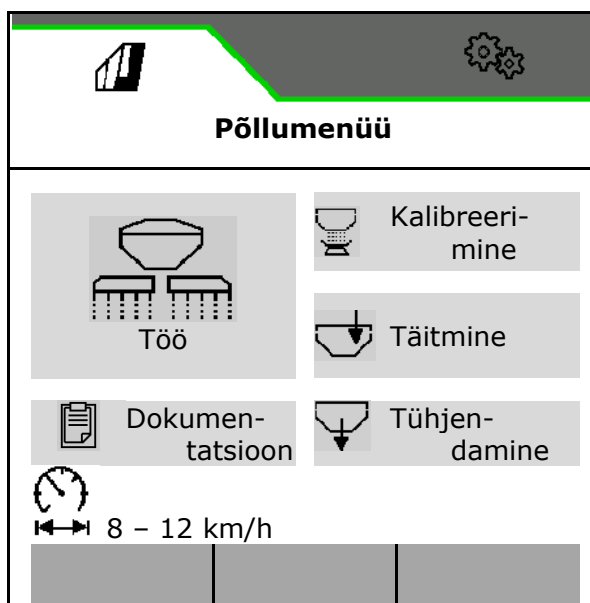 Põllumenüü
Töö
Kalibreeri-
mine
Täitmine
Dokumen-
tatsioon
Tühjen-
damine
8 – 12 km/h